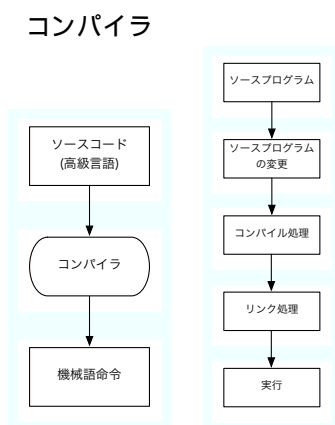 コンパイラ
ソースコード
(高級言語)
コンパイラ
機械語命令
ソースプログラム
ソースプログラム
の変更
コンパイル処理
リンク処理
実行